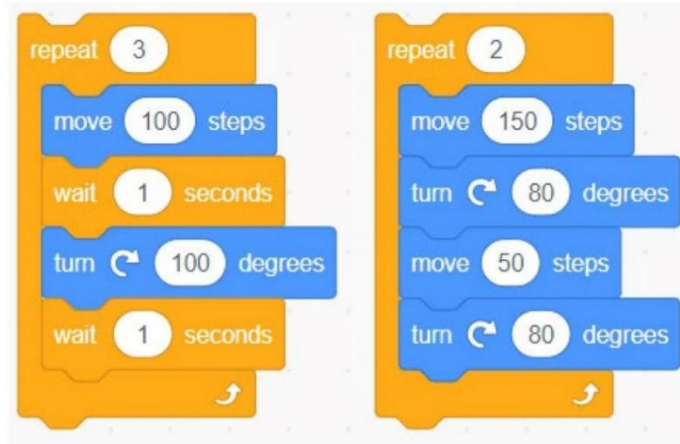 repeat 3
move 100 steps
wait 1 seconds
turn 100 degrees
wait 1 seconds
repeat 2
move 150 steps
turn 80 degrees
move 50 steps
turn 80 degrees